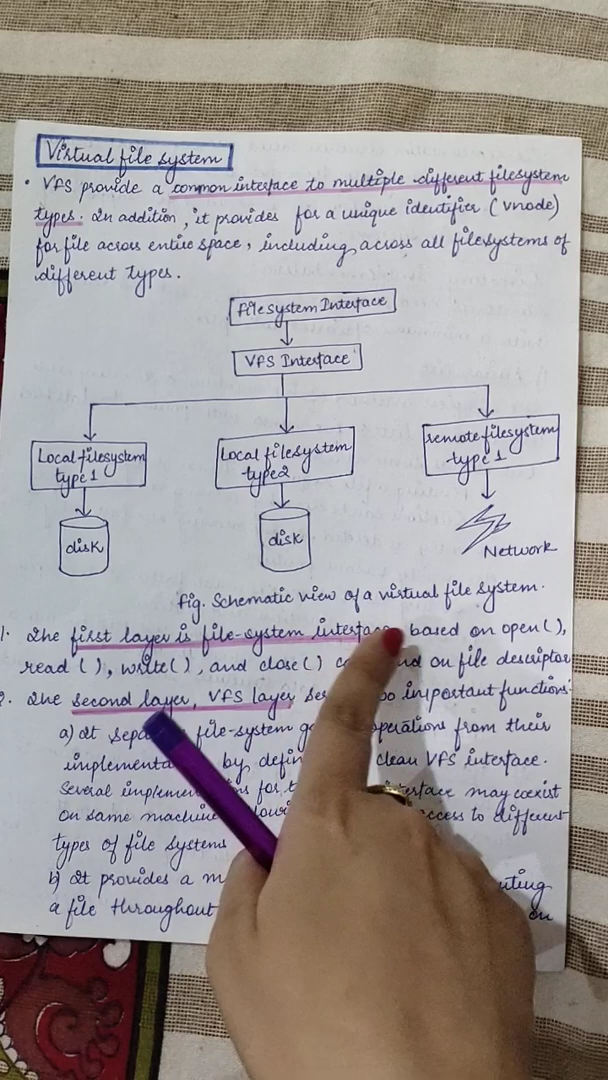 Virtual file system
• VFS provide a common interface to multiple different filesystem
types. In addition, it provides for a unique identifier (vnode)
for file across entire space, including across all filesystems of
different types.
File system Interface
VFS Interface
Local filesystem
type 1
Local filesystem
type 2
remote filesystem
type 1
disk
disk
Network
fig. Schematic view of a virtual file system.
1. The first layer is file-system interface based on open(),
read(), write(), and close() on file descriptor
2. The second layer, VFS layer important functions:
a) It file-system operations from their
by clean VFS interface.
Several for interface may coexist
on same machine to different
types of file systems
b) It provides a
a file throughout on